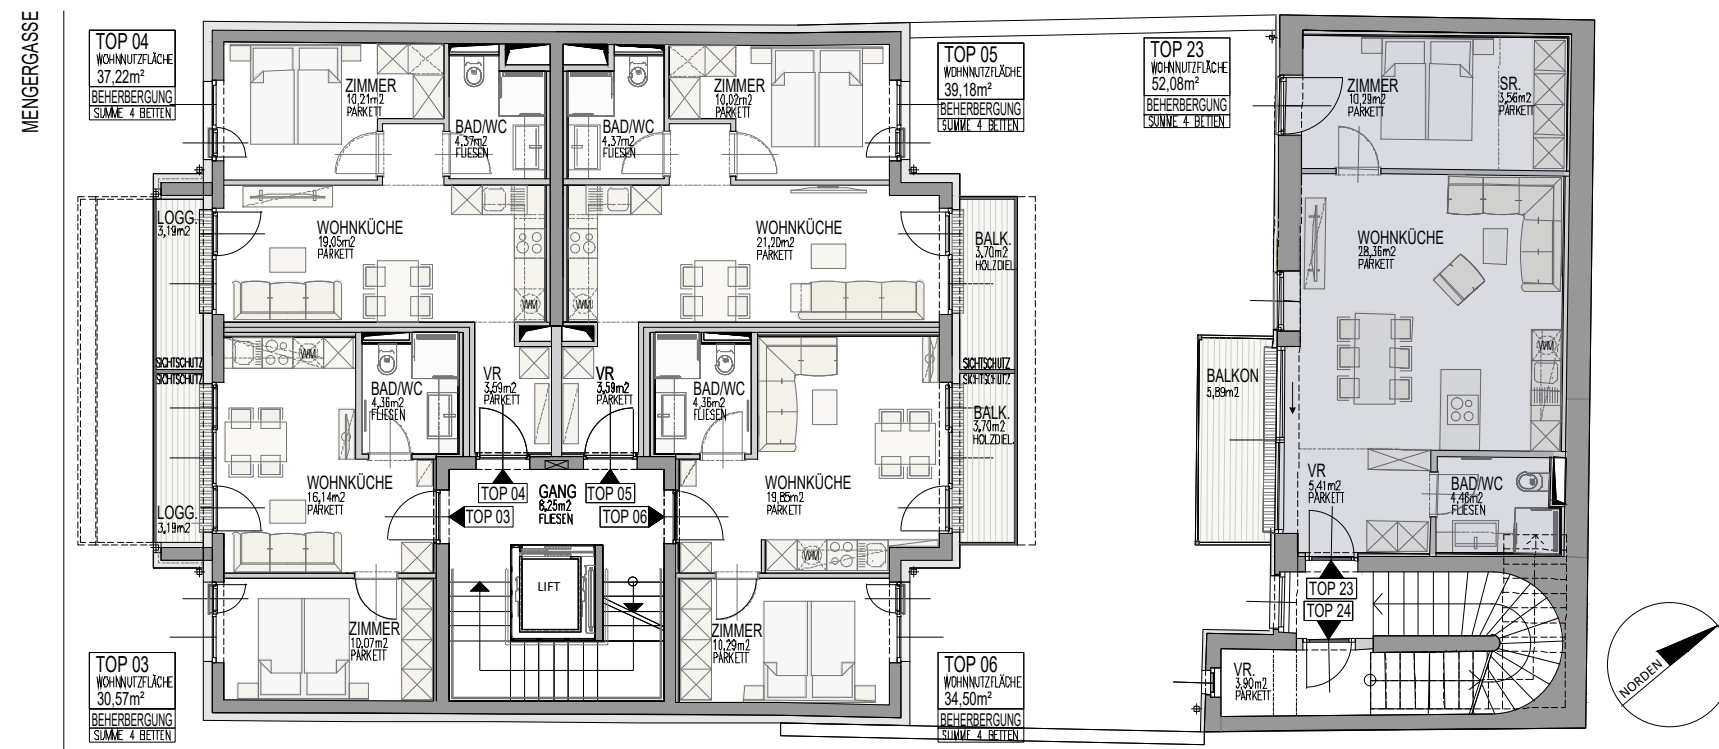 MENGERGASSE
TOP 04
WOHNNUTZFLÄCHE
37,22m²
BEHERBERGUNG
SUMME 4 BETTEN
ZIMMER
10,21m2
PARKETT
BAD/WC
4,37m2
FLIESEN
BAD/WC
4,37m2
FLIESEN
ZIMMER
10,02m2
PARKETT
TOP 05
WOHNNUTZFLÄCHE
39,18m²
BEHERBERGUNG
SUMME 4 BETTEN
TOP 23
WOHNNUTZFLÄCHE
52,08m²
BEHERBERGUNG
SUMME 4 BETTEN
ZIMMER
10,29m2
PARKETT
SR.
3,56m2
PARKETT
LOGG.
3,19m2
WOHNKÜCHE
19,05m2
PARKETT
WM
WM
WOHNKÜCHE
21,20m2
PARKETT
BALK.
3,70m2
HOLZDIEL.
WOHNKÜCHE
28,36m2
PARKETT
WM
SICHTSCHUTZ
SICHTSCHUTZ
WM
BAD/WC
4,36m2
FLIESEN
VR
3,59m2
PARKETT
VR
3,59m2
PARKETT
BAD/WC
4,36m2
FLIESEN
SICHTSCHUTZ
SICHTSCHUTZ
BALK.
3,70m2
HOLZDIEL.
BALKON
5,89m2
LOGG.
3,19m2
WOHNKÜCHE
16,14m2
PARKETT
TOP 04
TOP 03
GANG
8,25m2
FLIESEN
TOP 05
TOP 06
WOHNKÜCHE
19,85m2
PARKETT
WM
VR
5,41m2
PARKETT
BAD/WC
4,46m2
FLIESEN
LIFT
TOP 23
TOP 24
ZIMMER
10,07m2
PARKETT
ZIMMER
10,29m2
PARKETT
TOP 03
WOHNNUTZFLÄCHE
30,57m²
BEHERBERGUNG
SUMME 4 BETTEN
TOP 06
WOHNNUTZFLÄCHE
34,50m²
BEHERBERGUNG
SUMME 4 BETTEN
VR.
3,90m2
PARKETT
NORDEN